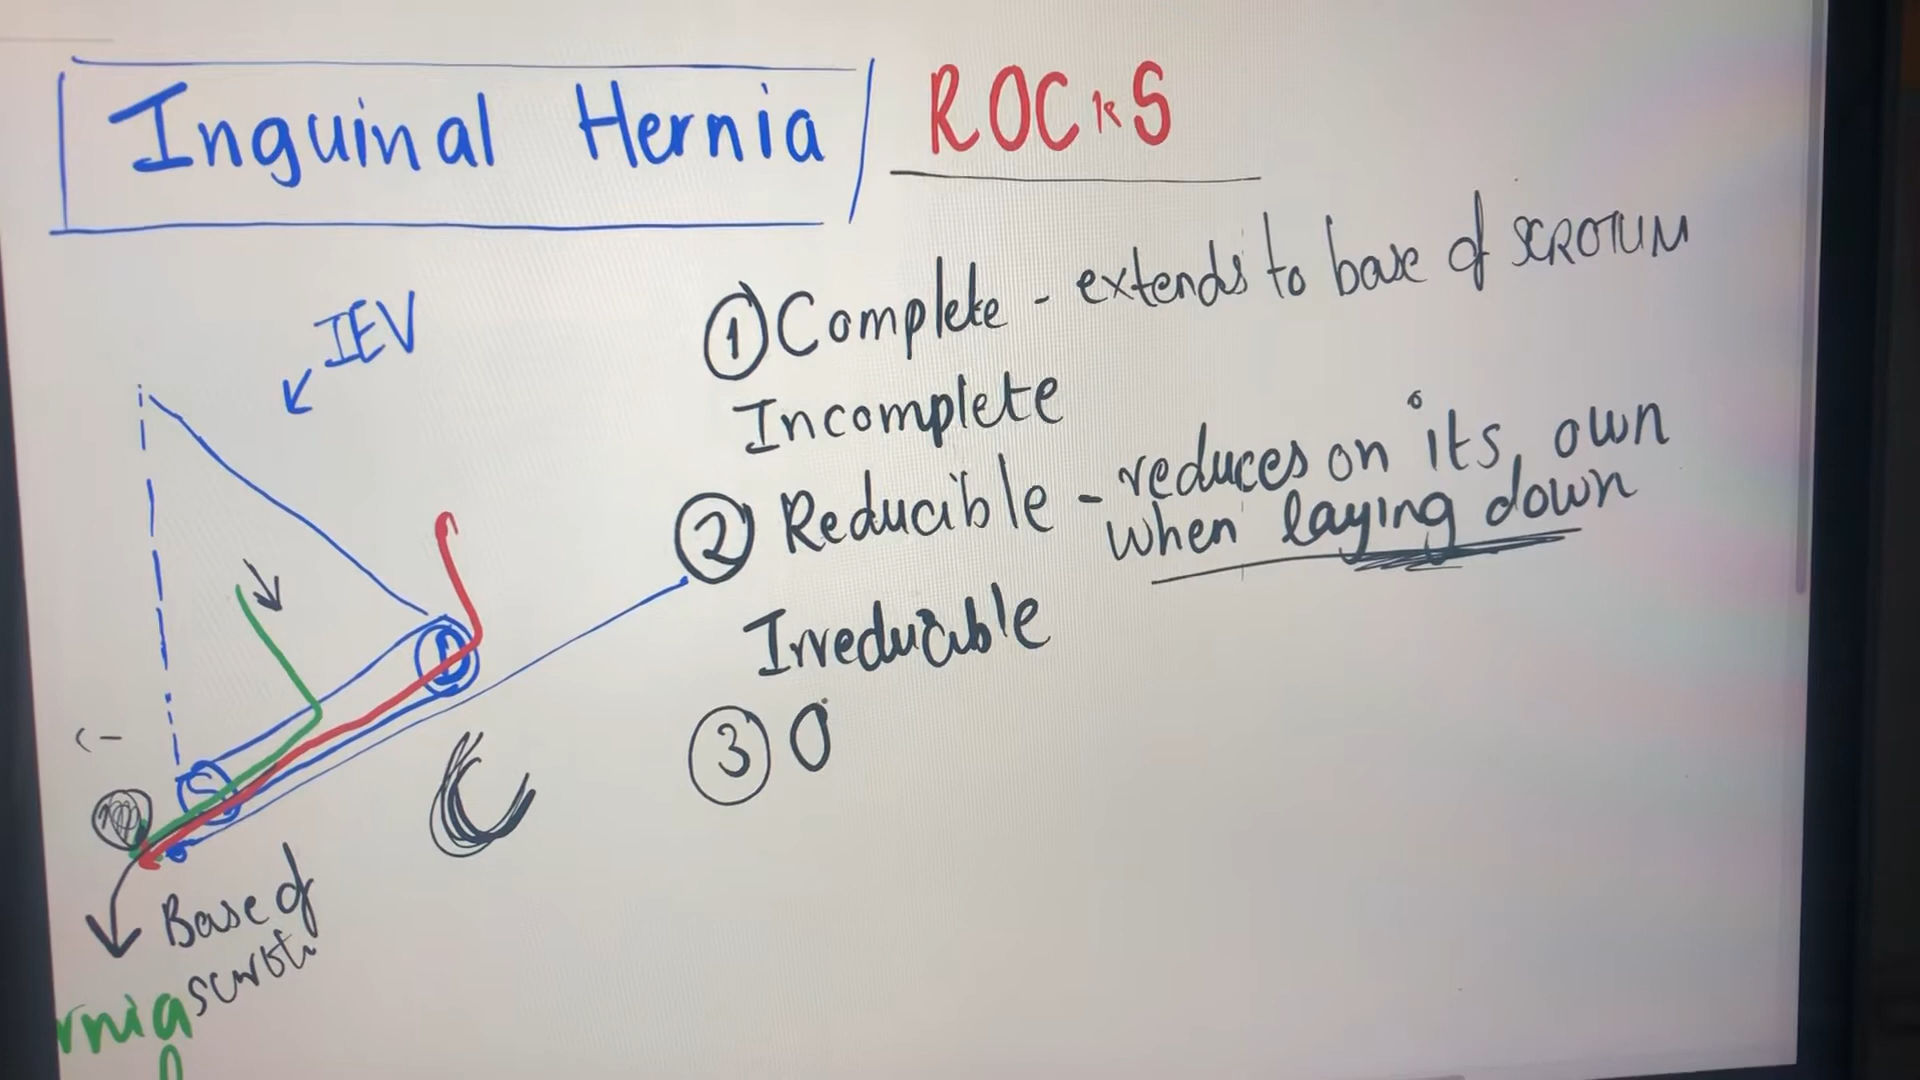 Inguinal Hernia
ROCKS
IEV
① Complete - extends to base of SCROTUM
Incomplete
② Reducible - reduces on its own
when laying down
Irreducible
③ O
D
S
Base of
rnia